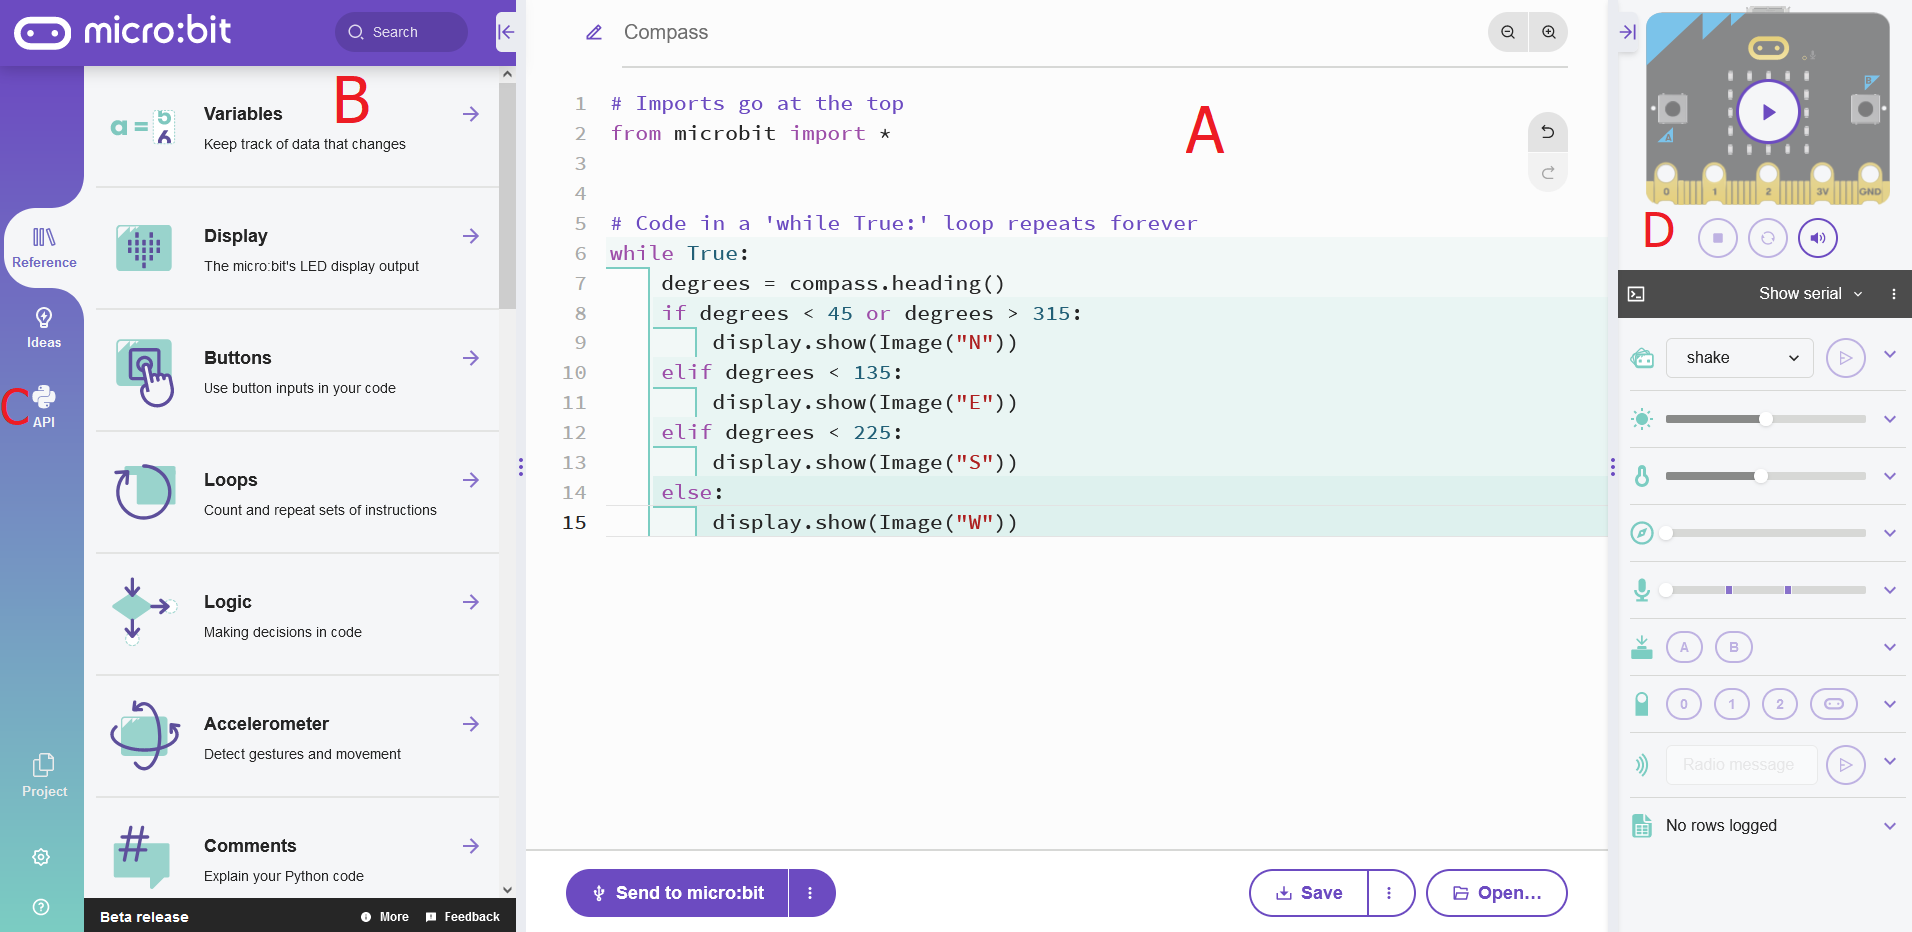 micro:bit
Search
Reference
Ideas
C
API
Project
B
Variables
Keep track of data that changes
Display
The micro:bit's LED display output
Buttons
Use button inputs in your code
Loops
Count and repeat sets of instructions
Logic
Making decisions in code
Accelerometer
Detect gestures and movement
Comments
Explain your Python code
Beta release More Feedback
Compass
A
1 # Imports go at the top
2 from microbit import *
3
4
5 # Code in a 'while True:' loop repeats forever
6 while True:
7 degrees = compass.heading()
8 if degrees < 45 or degrees > 315:
9 display.show(Image("N"))
10 elif degrees < 135:
11 display.show(Image("E"))
12 elif degrees < 225:
13 display.show(Image("S"))
14 else:
15 display.show(Image("W"))
Send to micro:bit
Save
Open...
B
A
0 1 2 3V GND
D
Show serial
shake
A B
0 1 2
Radio message
No rows logged